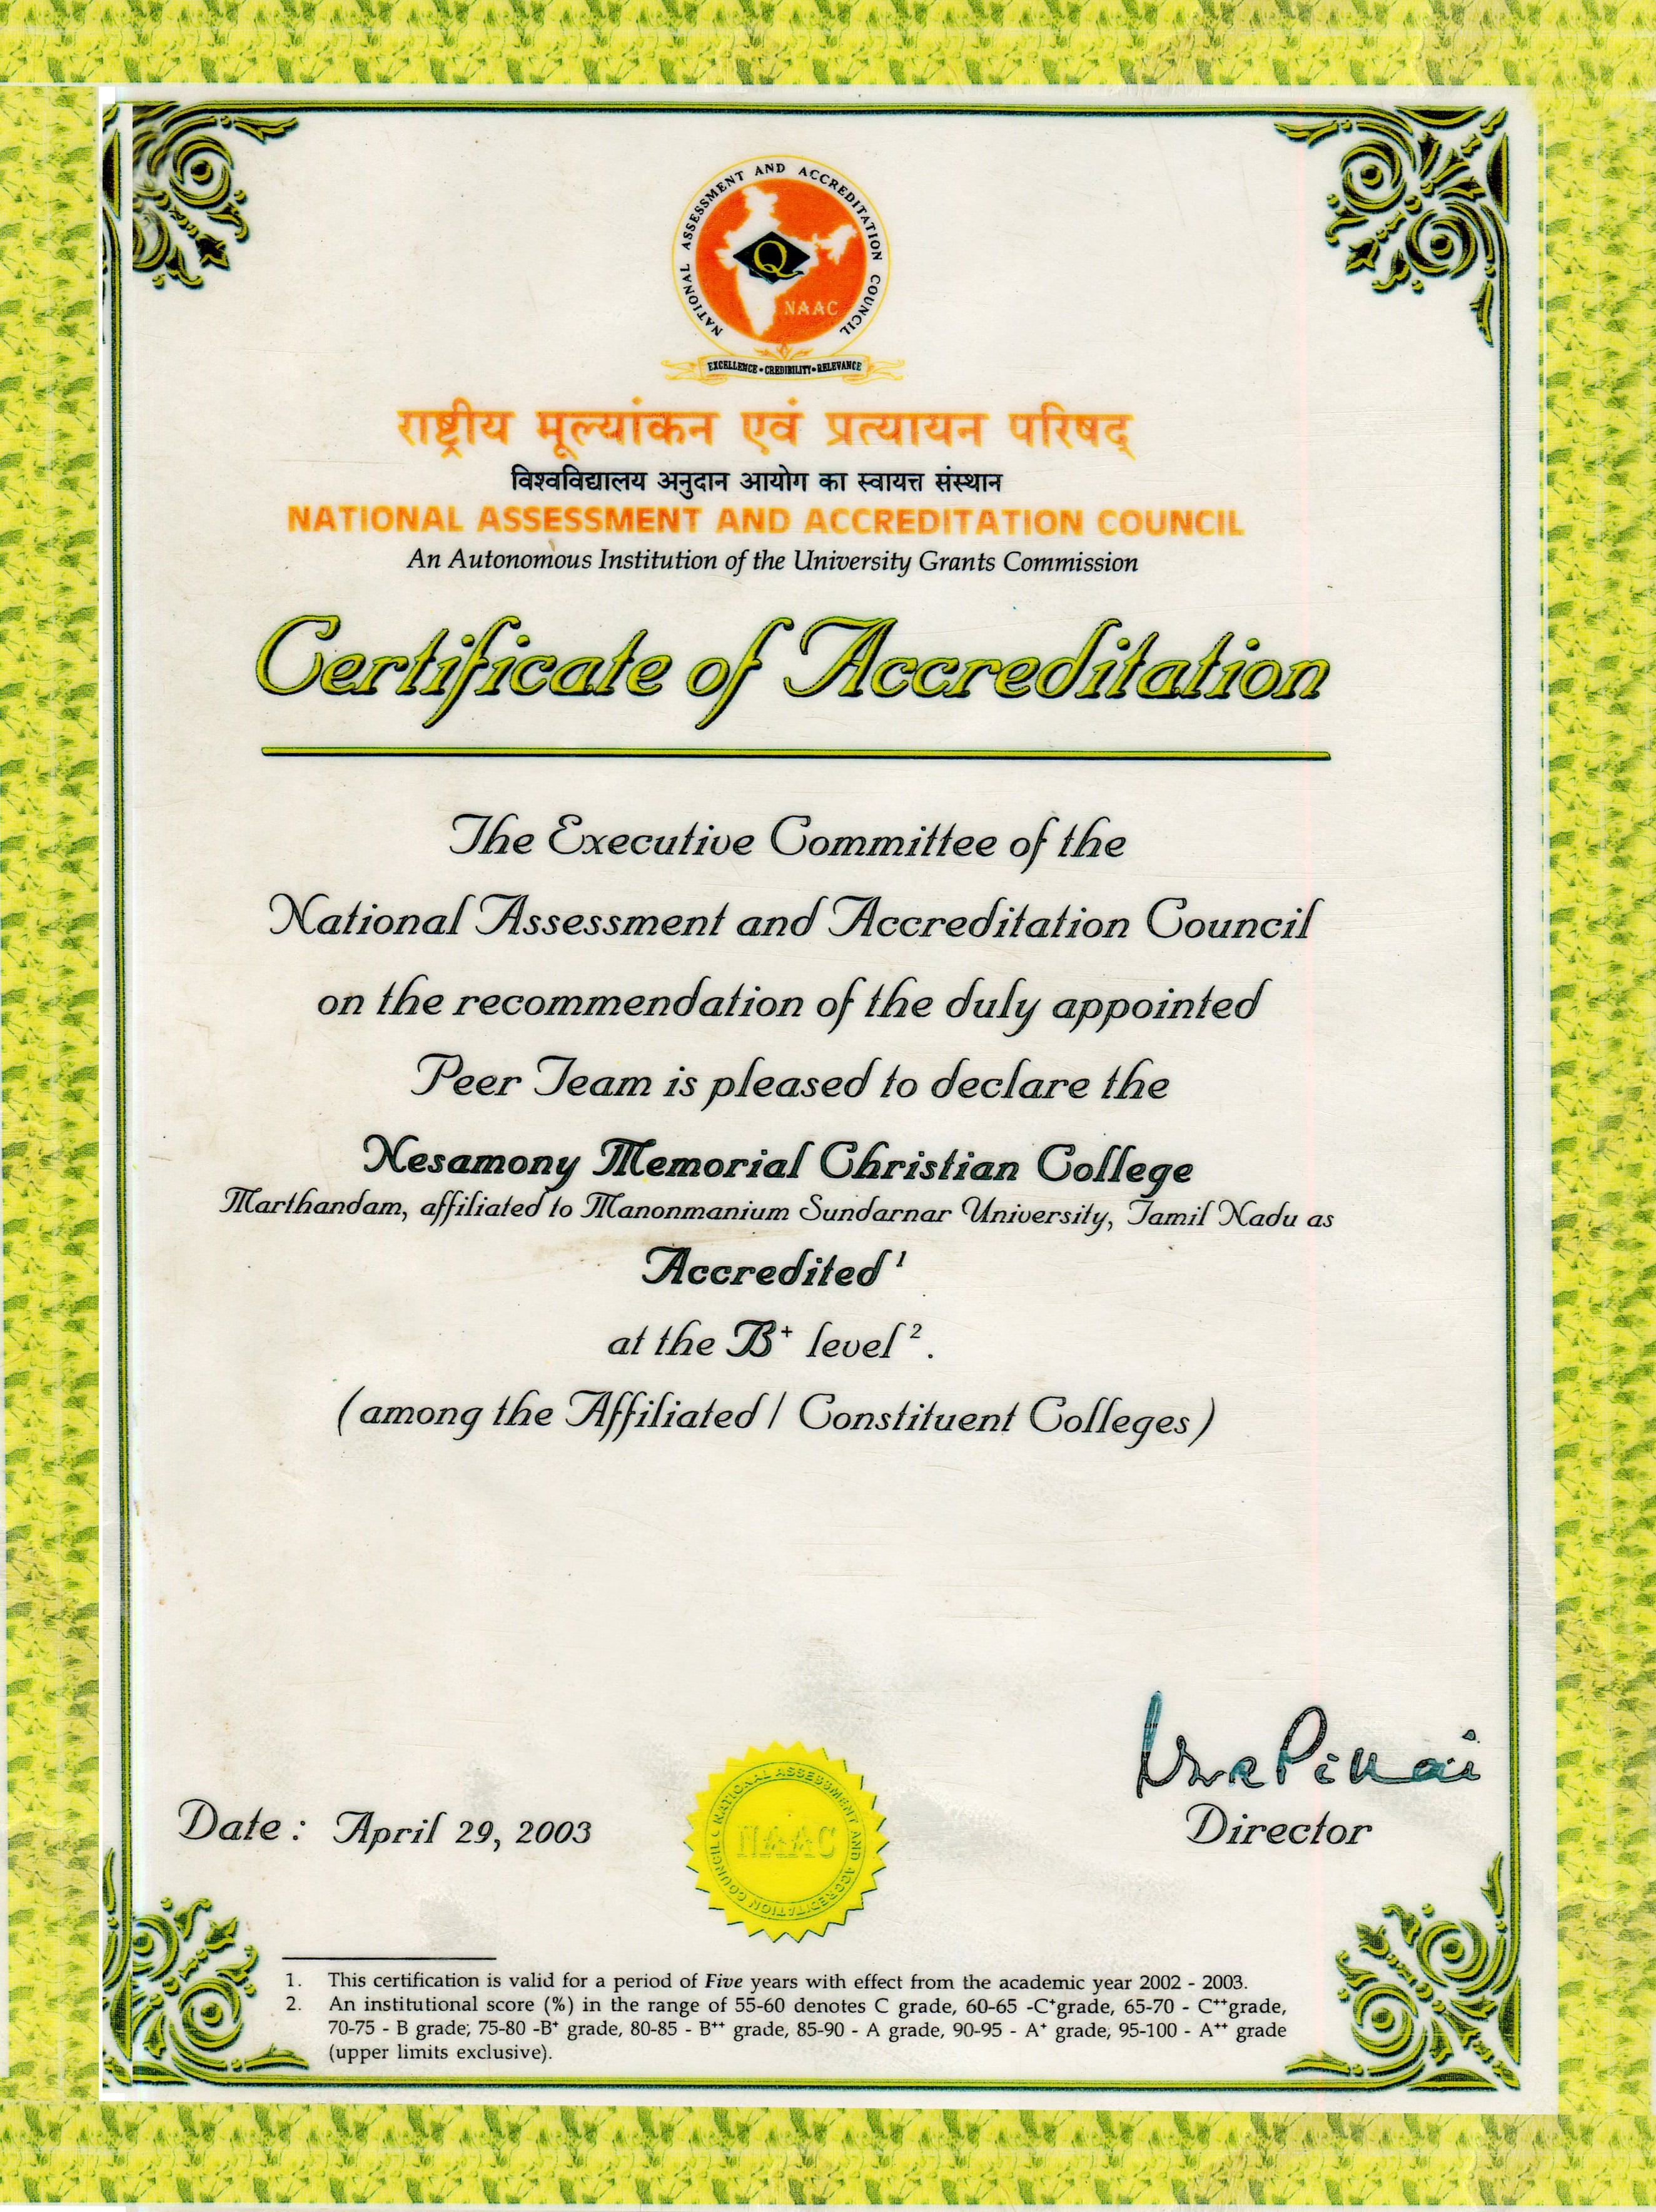 NATIONAL ASSESSMENT AND ACCREDITATION COUNCIL
Q
NAAC
EXCELLENCE • CREDIBILITY • RELEVANCE
राष्ट्रीय मूल्यांकन एवं प्रत्यायन परिषद्
विश्वविद्यालय अनुदान आयोग का स्वायत्त संस्थान
NATIONAL ASSESSMENT AND ACCREDITATION COUNCIL
An Autonomous Institution of the University Grants Commission
Certificate of Accreditation
The Executive Committee of the
National Assessment and Accreditation Council
on the recommendation of the duly appointed
Peer Team is pleased to declare the
Nesamony Memorial Christian College
Marthandam, affiliated to Manonmanium Sundarnar University, Tamil Nadu as
Accredited¹
at the B⁺ level².
(among the Affiliated / Constituent Colleges)
Date : April 29, 2003
NATIONAL ASSESSMENT AND ACCREDITATION COUNCIL
NAAC
Director
1. This certification is valid for a period of Five years with effect from the academic year 2002 - 2003.
2. An institutional score (%) in the range of 55-60 denotes C grade, 60-65 -C⁺grade, 65-70 - C⁺⁺grade,
70-75 - B grade; 75-80 -B⁺ grade, 80-85 - B⁺⁺ grade, 85-90 - A grade, 90-95 - A⁺ grade; 95-100 - A⁺⁺ grade
(upper limits exclusive).